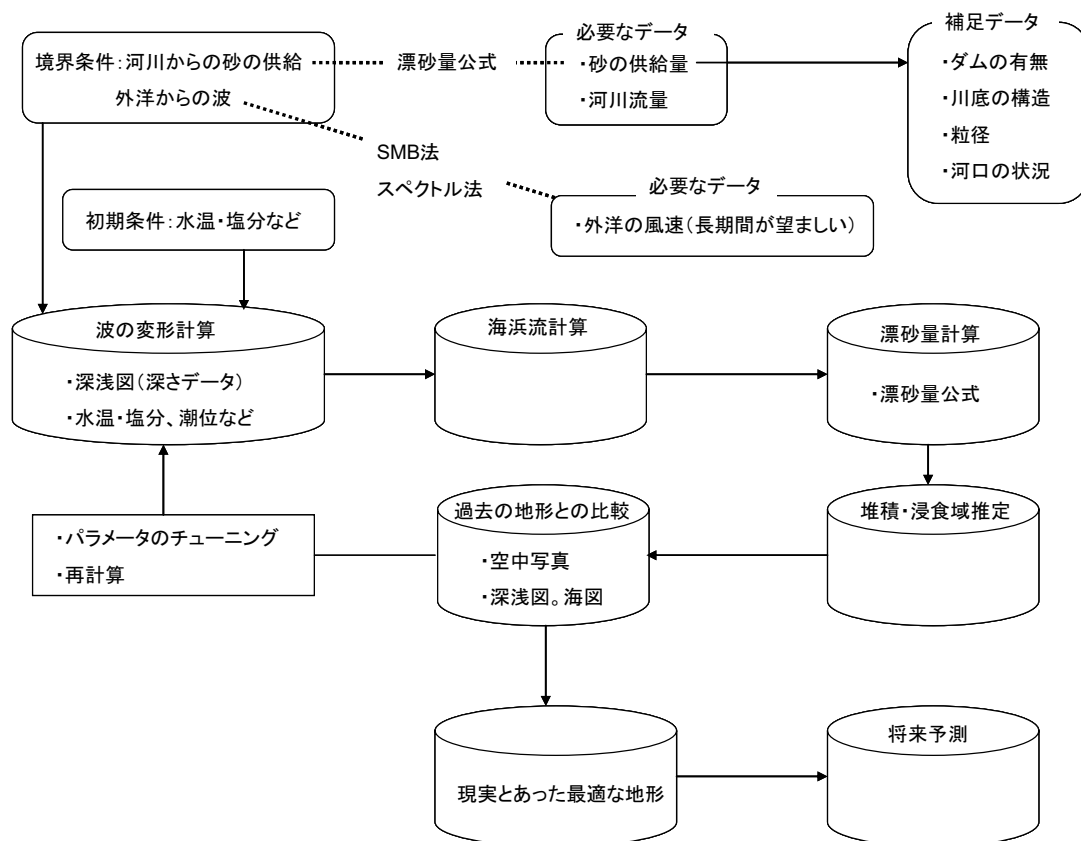 補足データ
・ダムの有無
・川底の構造
・粒径
・河口の状況
必要なデータ
・砂の供給量
・河川流量
境界条件:河川からの砂の供給
外洋からの波
漂砂量公式
SMB法
スペクトル法
必要なデータ
・外洋の風速(長期間が望ましい)
初期条件:水温・塩分など
波の変形計算
・深浅図(深さデータ)
・水温・塩分、潮位など
海浜流計算
漂砂量計算
・漂砂量公式
堆積・浸食域推定
過去の地形との比較
・空中写真
・深浅図。海図
・パラメータのチューニング
・再計算
現実とあった最適な地形
将来予測